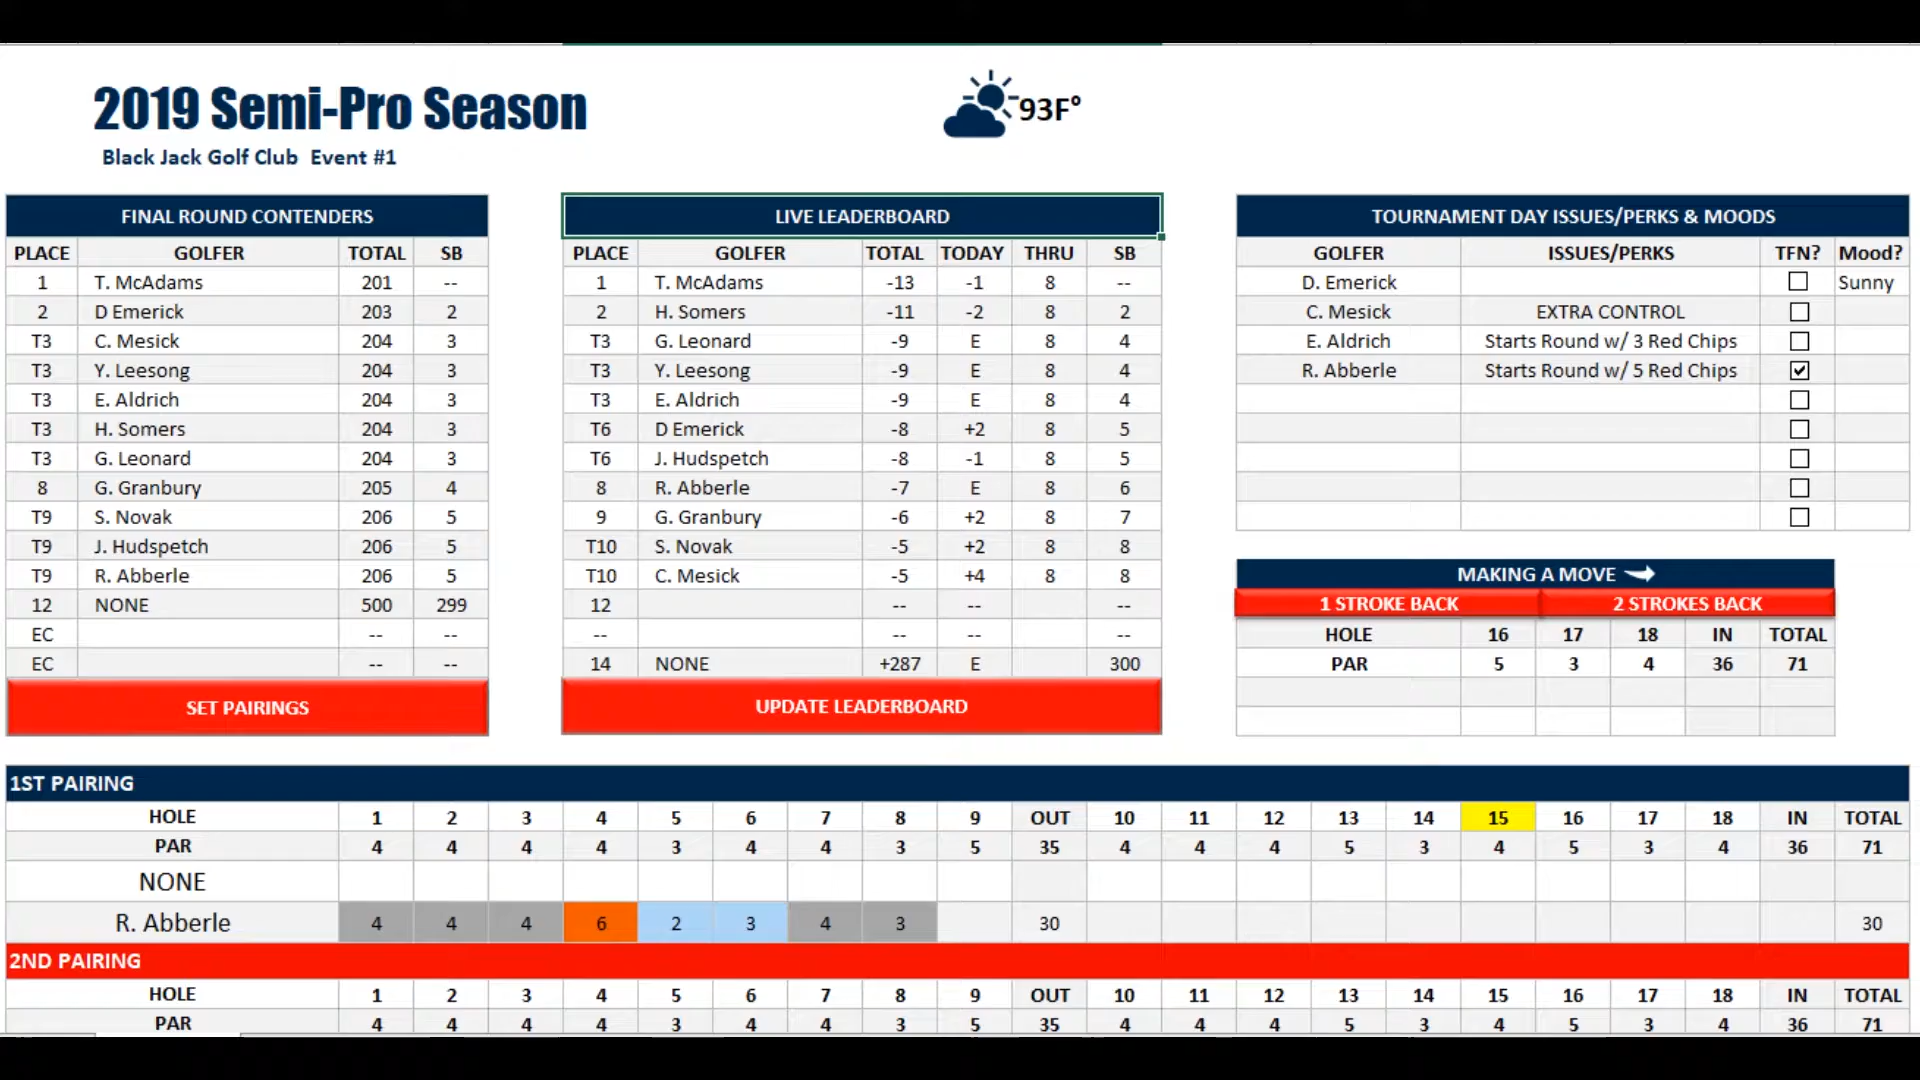 2019 Semi-Pro Season
93F°
Black Jack Golf Club Event #1
FINAL ROUND CONTENDERS
PLACE GOLFER TOTAL SB
1 T. McAdams 201 --
2 D Emerick 203 2
T3 C. Mesick 204 3
T3 Y. Leesong 204 3
T3 E. Aldrich 204 3
T3 H. Somers 204 3
T3 G. Leonard 204 3
8 G. Granbury 205 4
T9 S. Novak 206 5
T9 J. Hudspetch 206 5
T9 R. Abberle 206 5
12 NONE 500 299
EC -- --
EC -- --
SET PAIRINGS
LIVE LEADERBOARD
PLACE GOLFER TOTAL TODAY THRU SB
1 T. McAdams -13 -1 8 --
2 H. Somers -11 -2 8 2
T3 G. Leonard -9 E 8 4
T3 Y. Leesong -9 E 8 4
T3 E. Aldrich -9 E 8 4
T6 D Emerick -8 +2 8 5
T6 J. Hudspetch -8 -1 8 5
8 R. Abberle -7 E 8 6
9 G. Granbury -6 +2 8 7
T10 S. Novak -5 +2 8 8
T10 C. Mesick -5 +4 8 8
12 -- -- --
-- -- -- --
14 NONE +287 E 300
UPDATE LEADERBOARD
TOURNAMENT DAY ISSUES/PERKS & MOODS
GOLFER ISSUES/PERKS TFN? Mood?
D. Emerick Sunny
C. Mesick EXTRA CONTROL
E. Aldrich Starts Round w/ 3 Red Chips
R. Abberle Starts Round w/ 5 Red Chips
MAKING A MOVE
1 STROKE BACK 2 STROKES BACK
HOLE 16 17 18 IN TOTAL
PAR 5 3 4 36 71
1ST PAIRING
HOLE 1 2 3 4 5 6 7 8 9 OUT 10 11 12 13 14 15 16 17 18 IN TOTAL
PAR 4 4 4 4 3 4 4 3 5 35 4 4 4 5 3 4 5 3 4 36 71
NONE
R. Abberle 4 4 4 6 2 3 4 3 30 30
2ND PAIRING
HOLE 1 2 3 4 5 6 7 8 9 OUT 10 11 12 13 14 15 16 17 18 IN TOTAL
PAR 4 4 4 4 3 4 4 3 5 35 4 4 4 5 3 4 5 3 4 36 71